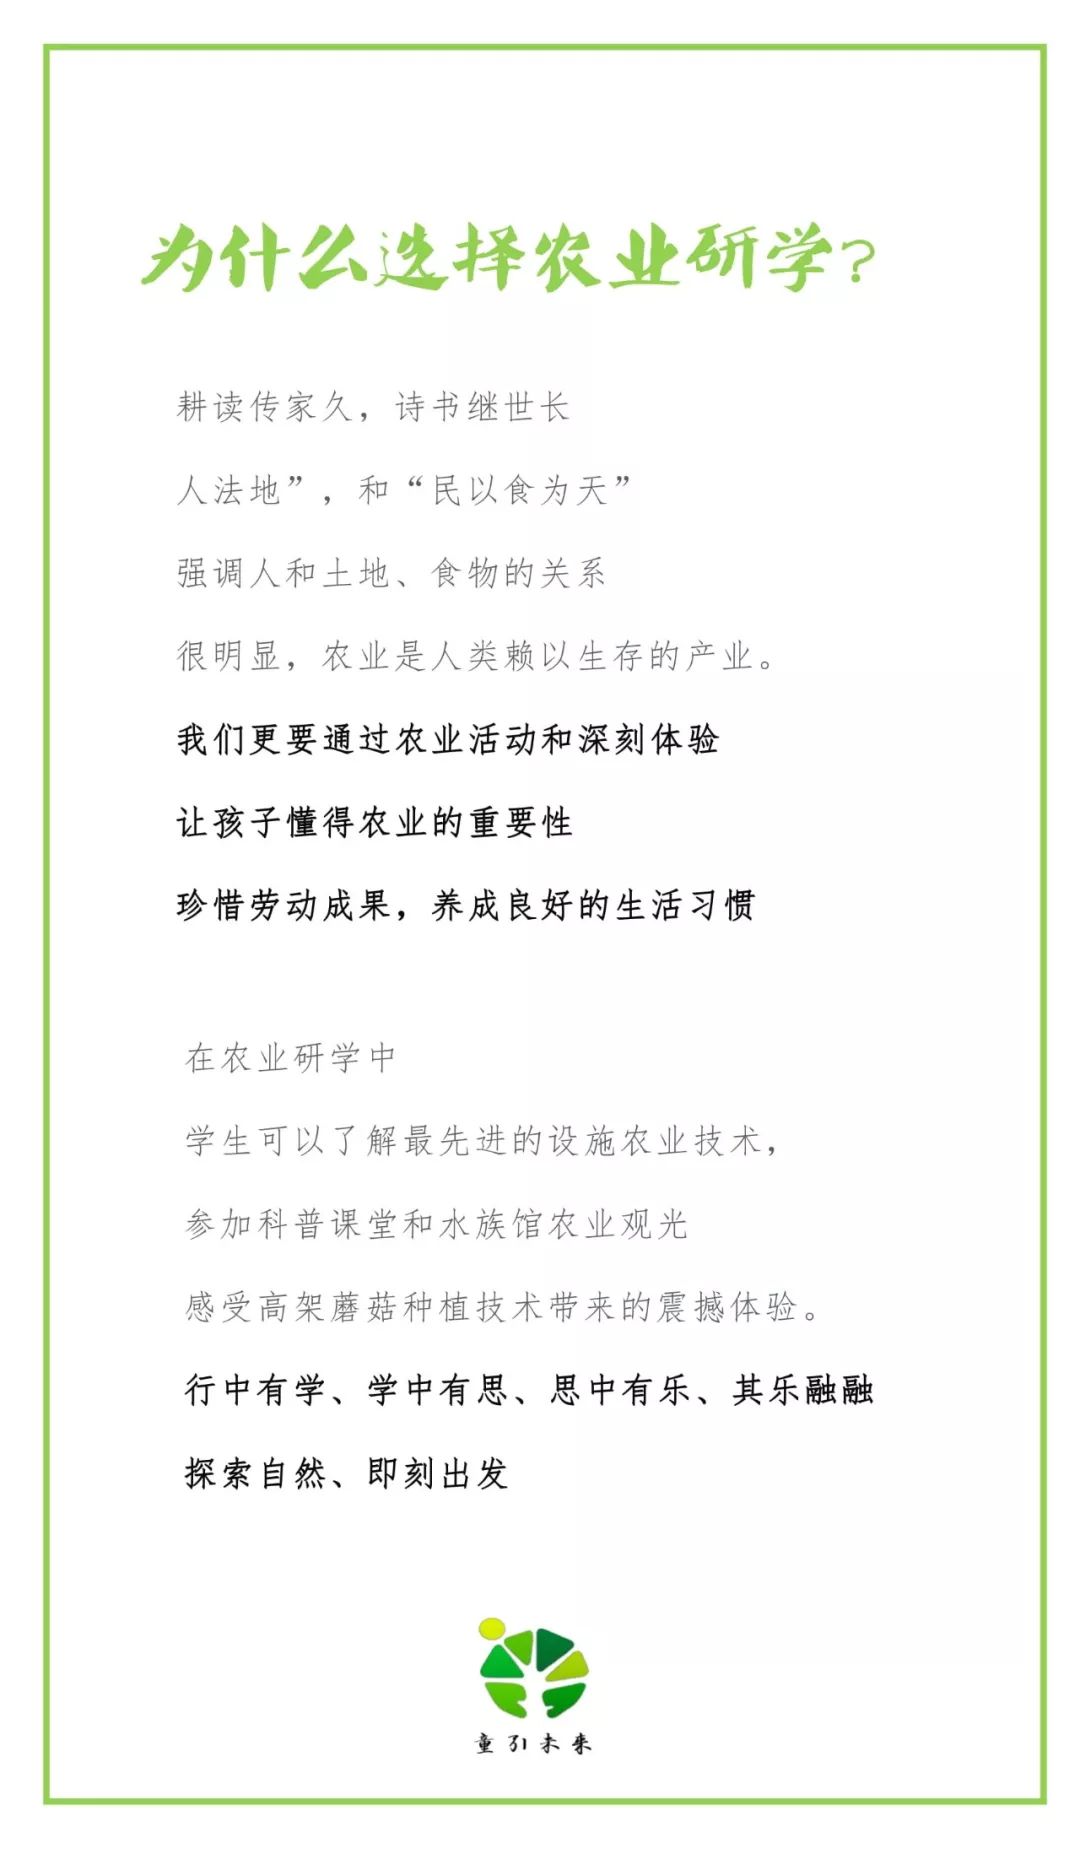 为什么选择农业研学?
耕读传家久，诗书继世长
人法地”，和“民以食为天”
强调人和土地、食物的关系
很明显，农业是人类赖以生存的产业。
我们更要通过农业活动和深刻体验
让孩子懂得农业的重要性
珍惜劳动成果，养成良好的生活习惯
在农业研学中
学生可以了解最先进的设施农业技术，
参加科普课堂和水族馆农业观光
感受高架蘑菇种植技术带来的震撼体验。
行中有学、学中有思、思中有乐、其乐融融
探索自然、即刻出发
童引未来